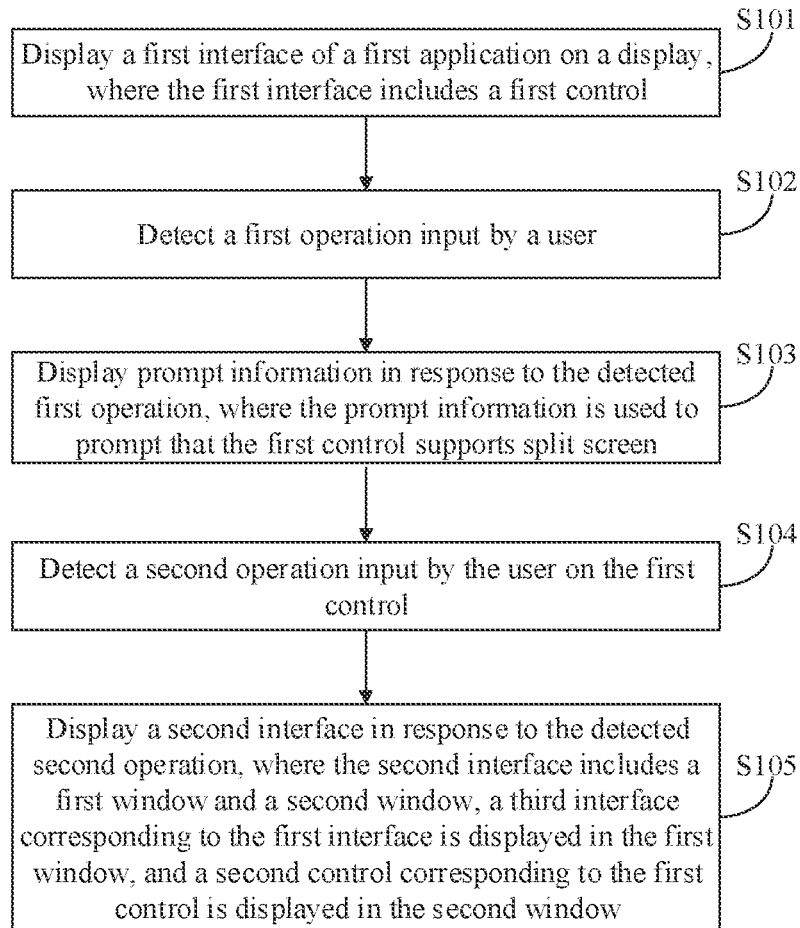 S101
Display a first interface of a first application on a display,
where the first interface includes a first control
S102
Detect a first operation input by a user
S103
Display prompt information in response to the detected
first operation, where the prompt information is used to
prompt that the first control supports split screen
S104
Detect a second operation input by the user on the first
control
S105
Display a second interface in response to the detected
second operation, where the second interface includes a
first window and a second window, a third interface
corresponding to the first interface is displayed in the first
window, and a second control corresponding to the first
control is displayed in the second window